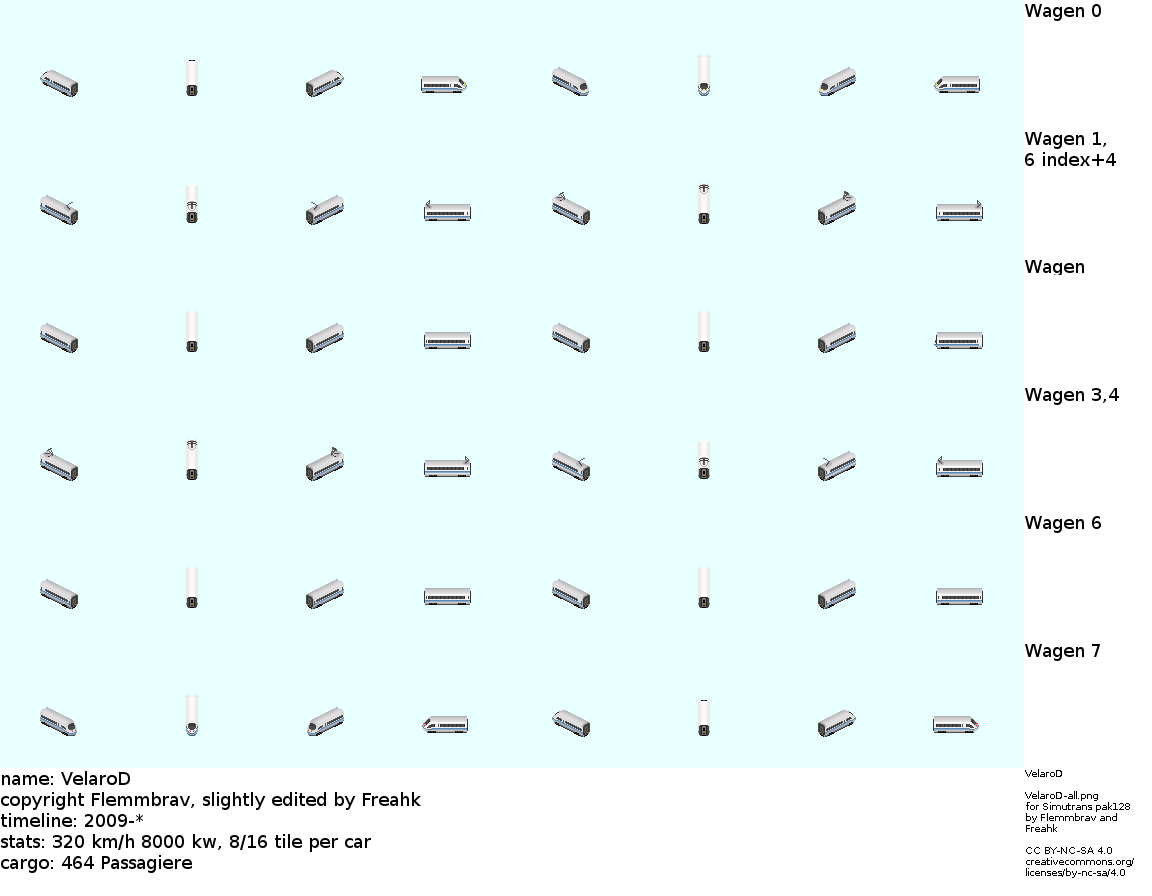 Wagen 0
Wagen 1,
6 index+4
Wagen
Wagen 3,4
Wagen 6
Wagen 7
name: VelaroD
copyright Flemmbrav, slightly edited by Freahk
timeline: 2009-*
stats: 320 km/h 8000 kw, 8/16 tile per car
cargo: 464 Passagiere
VelaroD
VelaroD-all.png
for Simutrans pak128
by Flemmbrav and
Freahk
CC BY-NC-SA 4.0
creativecommons.org/
licenses/by-nc-sa/4.0